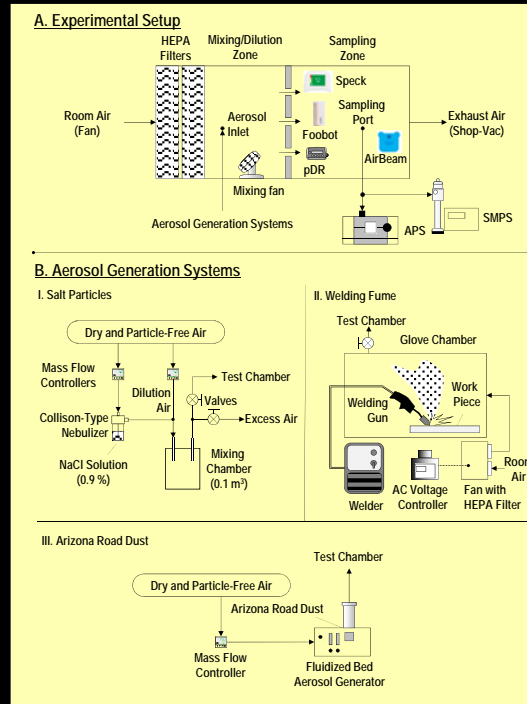 A. Experimental Setup
HEPA
Filters
Mixing/Dilution
Zone
Sampling
Zone
Speck
Room Air
(Fan)
Aerosol
Inlet
Sampling
Port
Foobot
AirBeam
Exhaust Air
(Shop-Vac)
pDR
Mixing fan
Aerosol Generation Systems
APS
SMPS
B. Aerosol Generation Systems
I. Salt Particles
Dry and Particle-Free Air
Mass Flow
Controllers
Dilution
Air
Test Chamber
Valves
Excess Air
Collison-Type
Nebulizer
NaCl Solution
(0.9 %)
Mixing
Chamber
(0.1 m³)
II. Welding Fume
Test Chamber
Glove Chamber
Welding
Gun
Work
Piece
Welder
AC Voltage
Controller
Fan with
HEPA Filter
Room
Air
III. Arizona Road Dust
Test Chamber
Dry and Particle-Free Air
Arizona Road Dust
Mass Flow
Controller
Fluidized Bed
Aerosol Generator